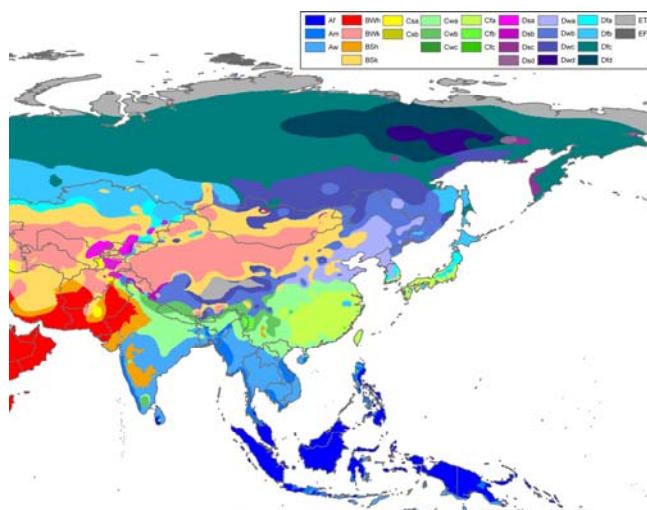 Af BWh Csa Cwa Cfa Dsa Dwa Dfa ET
Am BWk Csb Cwb Cfb Dsb Dwb Dfb EF
Aw BSh Cwc Cfc Dsc Dwc Dfc
BSk Dsd Dwd Dfd